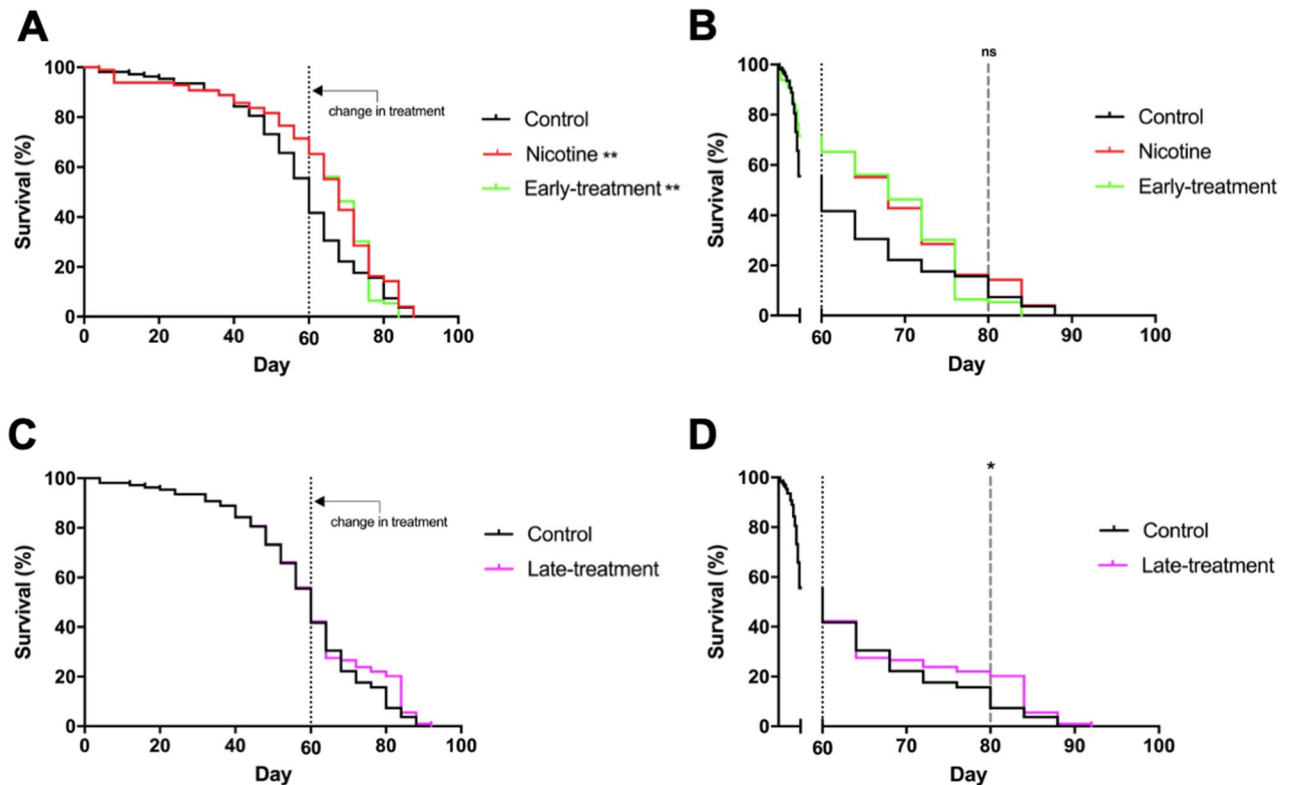 A
100
80
60
40
20
0
Survival (%)
0 20 40 60 80 100
Day
change in treatment
Control
Nicotine **
Early-treatment **
B
ns
100
80
60
40
20
0
Survival (%)
60 70 80 90 100
Day
Control
Nicotine
Early-treatment
C
100
80
60
40
20
0
Survival (%)
0 20 40 60 80 100
Day
change in treatment
Control
Late-treatment
D
*
100
80
60
40
20
0
Survival (%)
60 70 80 90 100
Day
Control
Late-treatment